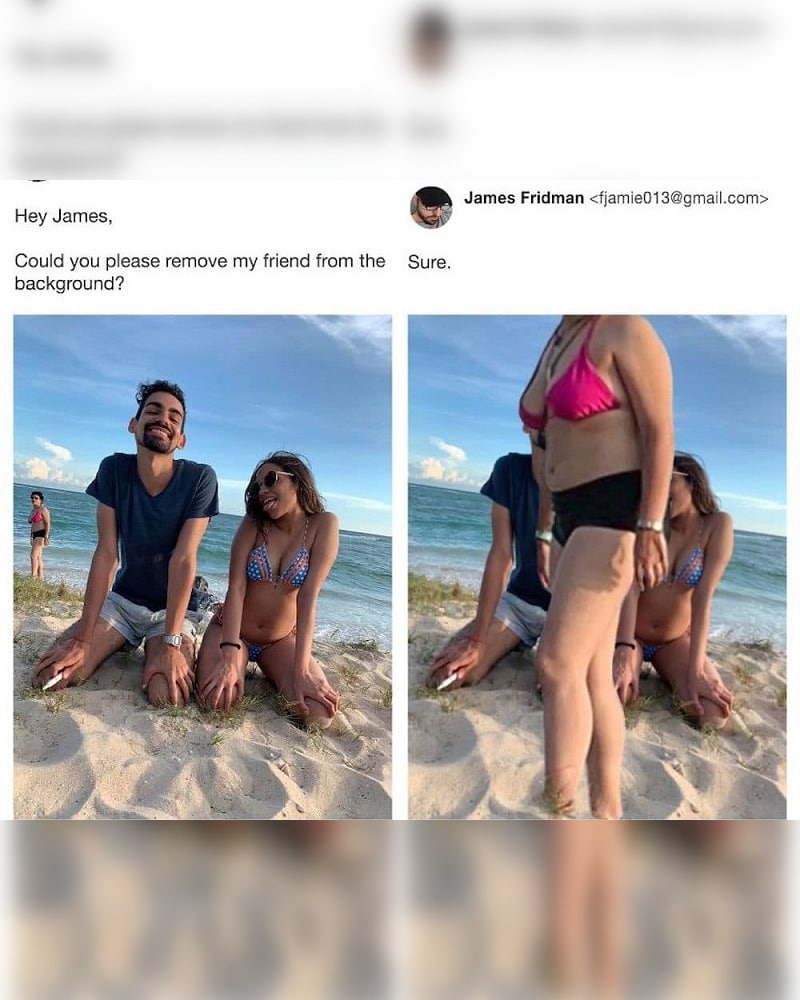 Hey James,
Could you please remove my friend from the
background?
James Fridman <fjamie013@gmail.com>
Sure.